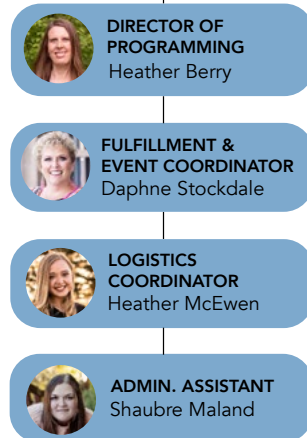 DIRECTOR OF
PROGRAMMING
Heather Berry
FULFILLMENT &
EVENT COORDINATOR
Daphne Stockdale
LOGISTICS
COORDINATOR
Heather McEwen
ADMIN. ASSISTANT
Shaubre Maland